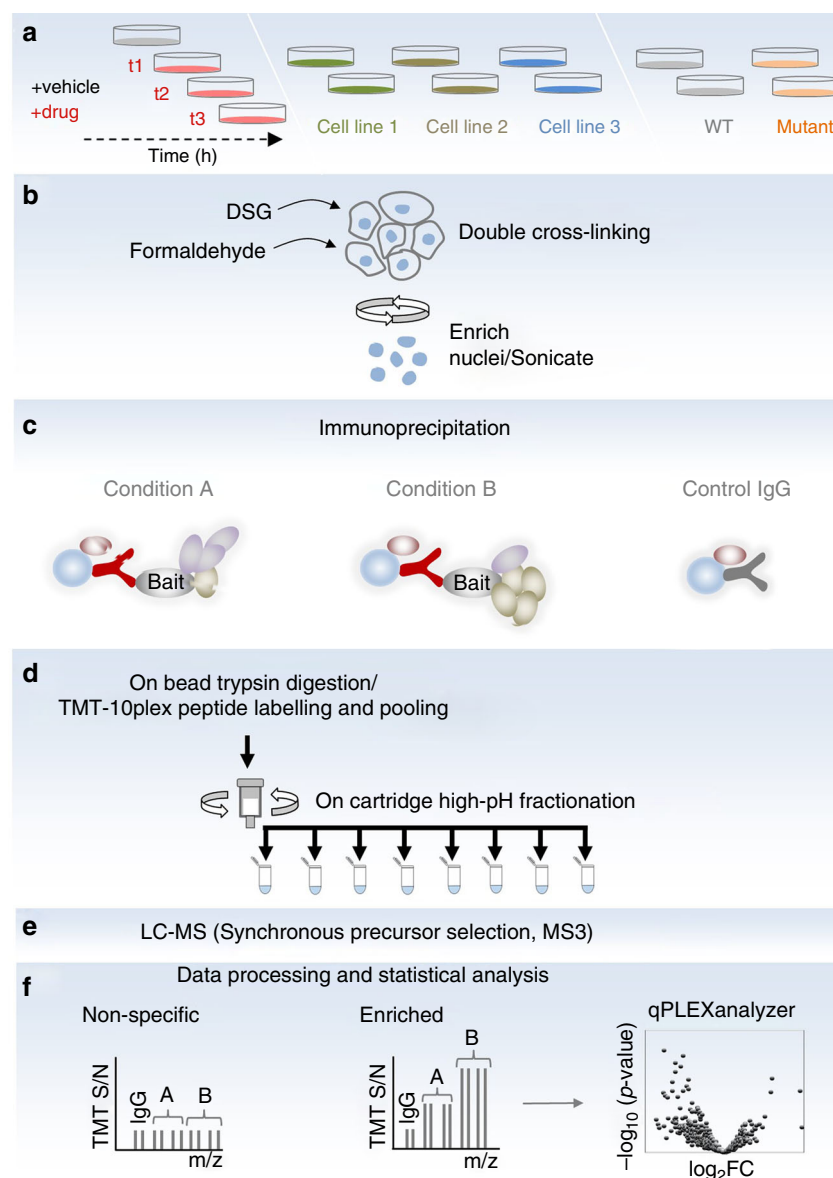 a
t1
t2
t3
+vehicle
+drug
Time (h)
Cell line 1
Cell line 2
Cell line 3
WT
Mutant
b
DSG
Formaldehyde
Double cross-linking
Enrich
nuclei/Sonicate
c
Immunoprecipitation
Condition A
Condition B
Control IgG
Bait
Bait
d
On bead trypsin digestion/
TMT-10plex peptide labelling and pooling
On cartridge high-pH fractionation
e
LC-MS (Synchronous precursor selection, MS3)
f
Data processing and statistical analysis
Non-specific
TMT S/N
IgG
A
B
m/z
Enriched
TMT S/N
IgG
A
B
m/z
qPLEXanalyzer
–log₁₀ (p-value)
log₂FC